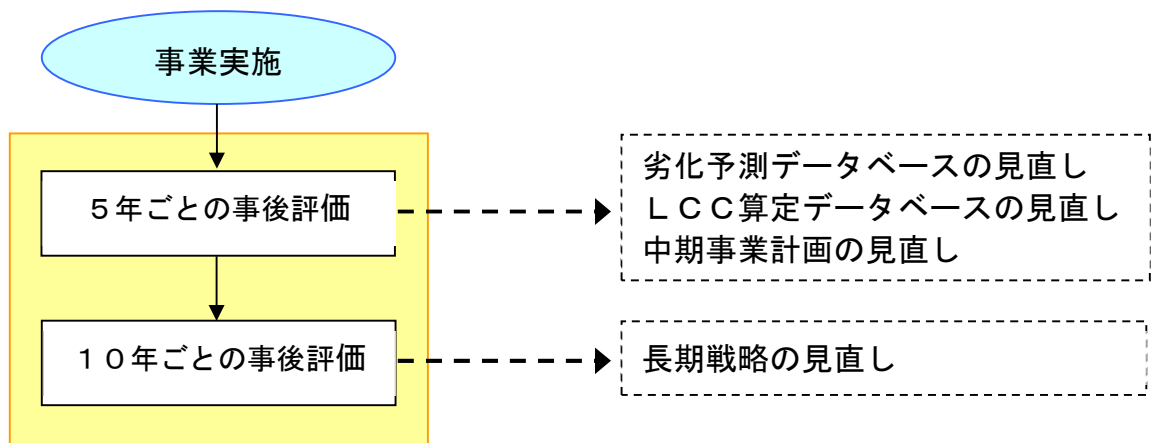 事業実施
５年ごとの事後評価
劣化予測データベースの見直し
ＬＣＣ算定データベースの見直し
中期事業計画の見直し
１０年ごとの事後評価
長期戦略の見直し